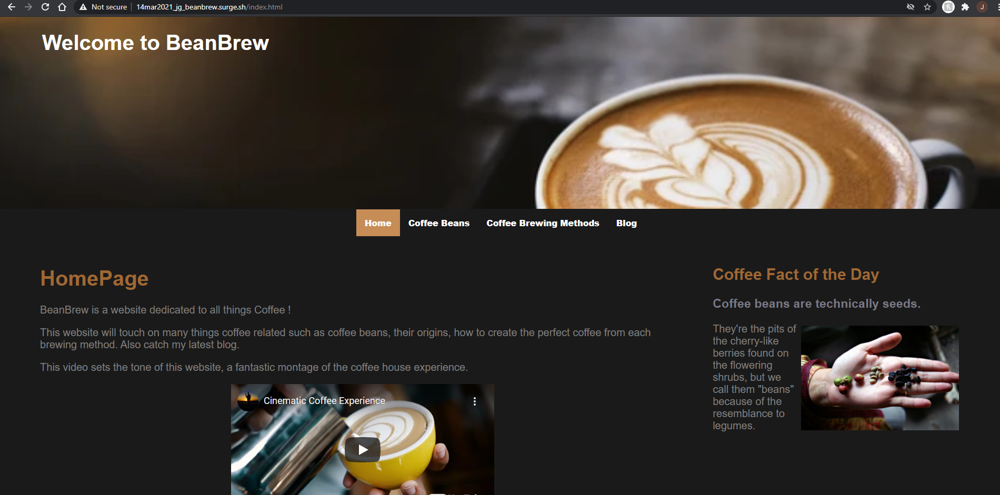 Not secure
14mar2021_jg_beanbrew.surge.sh/index.html
J
Welcome to BeanBrew
Home
Coffee Beans
Coffee Brewing Methods
Blog
HomePage
BeanBrew is a website dedicated to all things Coffee !
This website will touch on many things coffee related such as coffee beans, their origins, how to create the perfect coffee from each
brewing method. Also catch my latest blog.
This video sets the tone of this website, a fantastic montage of the coffee house experience.
Cinematic Coffee Experience
Coffee Fact of the Day
Coffee beans are technically seeds.
They're the pits of
the cherry-like
berries found on
the flowering
shrubs, but we
call them "beans"
because of the
resemblance to
legumes.